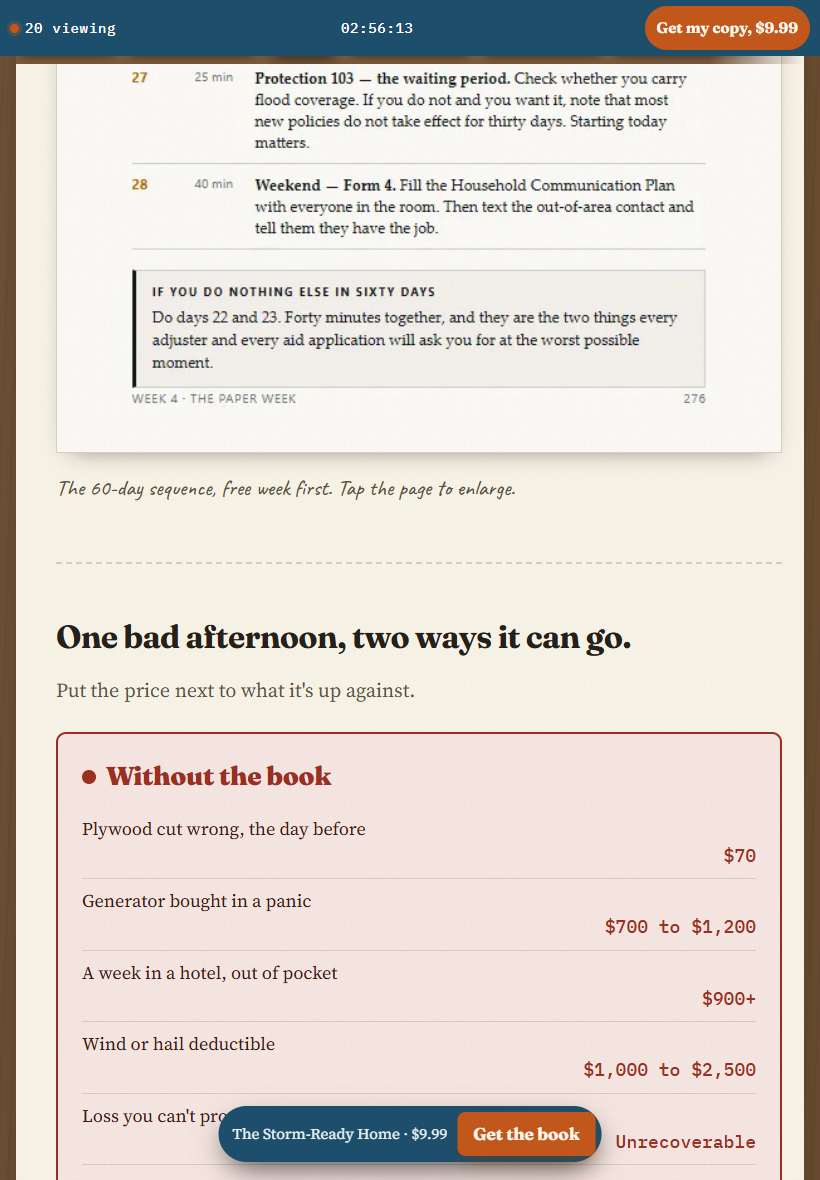 20 viewing
02:56:13
Get my copy, $9.99
27 25 min Protection 103 — the waiting period. Check whether you carry
flood coverage. If you do not and you want it, note that most
new policies do not take effect for thirty days. Starting today
matters.
28 40 min Weekend — Form 4. Fill the Household Communication Plan
with everyone in the room. Then text the out-of-area contact and
tell them they have the job.
IF YOU DO NOTHING ELSE IN SIXTY DAYS
Do days 22 and 23. Forty minutes together, and they are the two things every
adjuster and every aid application will ask you for at the worst possible
moment.
WEEK 4 · THE PAPER WEEK 276
The 60-day sequence, free week first. Tap the page to enlarge.
One bad afternoon, two ways it can go.
Put the price next to what it's up against.
Without the book
Plywood cut wrong, the day before
$70
Generator bought in a panic
$700 to $1,200
A week in a hotel, out of pocket
$900+
Wind or hail deductible
$1,000 to $2,500
Loss you can't
Unrecoverable
The Storm-Ready Home · $9.99
Get the book